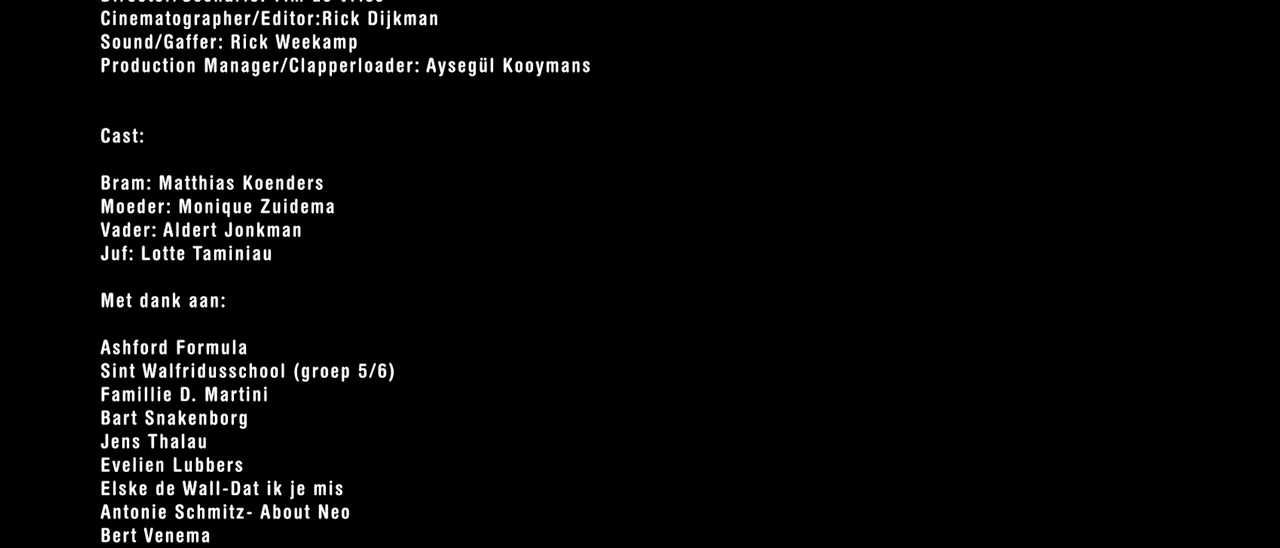 Cinematographer/Editor:Rick Dijkman
Sound/Gaffer: Rick Weekamp
Production Manager/Clapperloader: Aysegül Kooymans
Cast:
Bram: Matthias Koenders
Moeder: Monique Zuidema
Vader: Aldert Jonkman
Juf: Lotte Taminiau
Met dank aan:
Ashford Formula
Sint Walfridusschool (groep 5/6)
Famillie D. Martini
Bart Snakenborg
Jens Thalau
Evelien Lubbers
Elske de Wall-Dat ik je mis
Antonie Schmitz- About Neo
Bert Venema